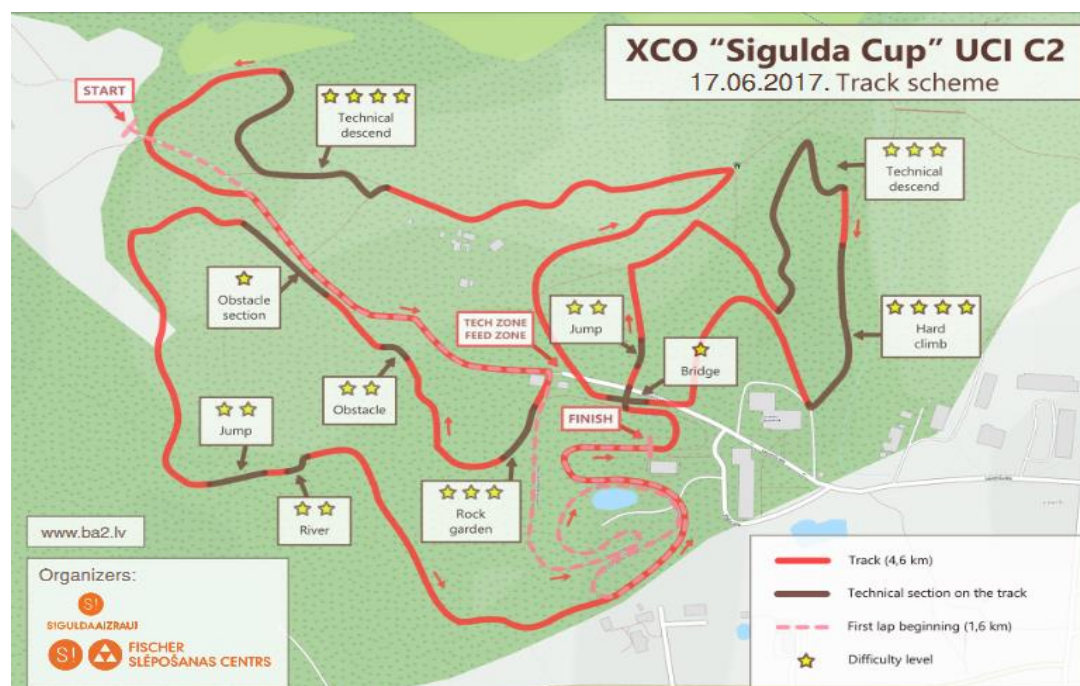 XCO "Sigulda Cup" UCI C2
17.06.2017. Track scheme
START
Technical
descend
Technical
descend
Obstacle
section
TECH ZONE
FEED ZONE
Jump
Bridge
Hard
climb
Obstacle
FINISH
Jump
River
Rock
garden
www.ba2.lv
Organizers:
S!
SIGULDAAIZRAUJ
S!
FISCHER
SLĒPOŠANAS CENTRS
Track (4,6 km)
Technical section on the track
First lap beginning (1,6 km)
Difficulty level